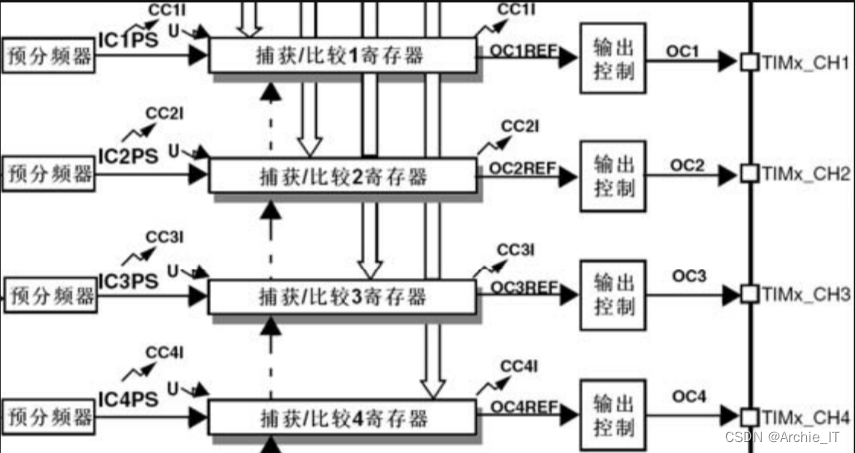 CC1I
CC1I
U
预分频器
IC1PS
捕获/比较1寄存器
OC1REF
输出
控制
OC1
TIMx_CH1
CC2I
CC2I
U
预分频器
IC2PS
捕获/比较2寄存器
OC2REF
输出
控制
OC2
TIMx_CH2
CC3I
CC3I
U
预分频器
IC3PS
捕获/比较3寄存器
OC3REF
输出
控制
OC3
TIMx_CH3
CC4I
CC4I
U
预分频器
IC4PS
捕获/比较4寄存器
OC4REF
输出
控制
OC4
TIMx_CH4
CSDN @Archie_IT